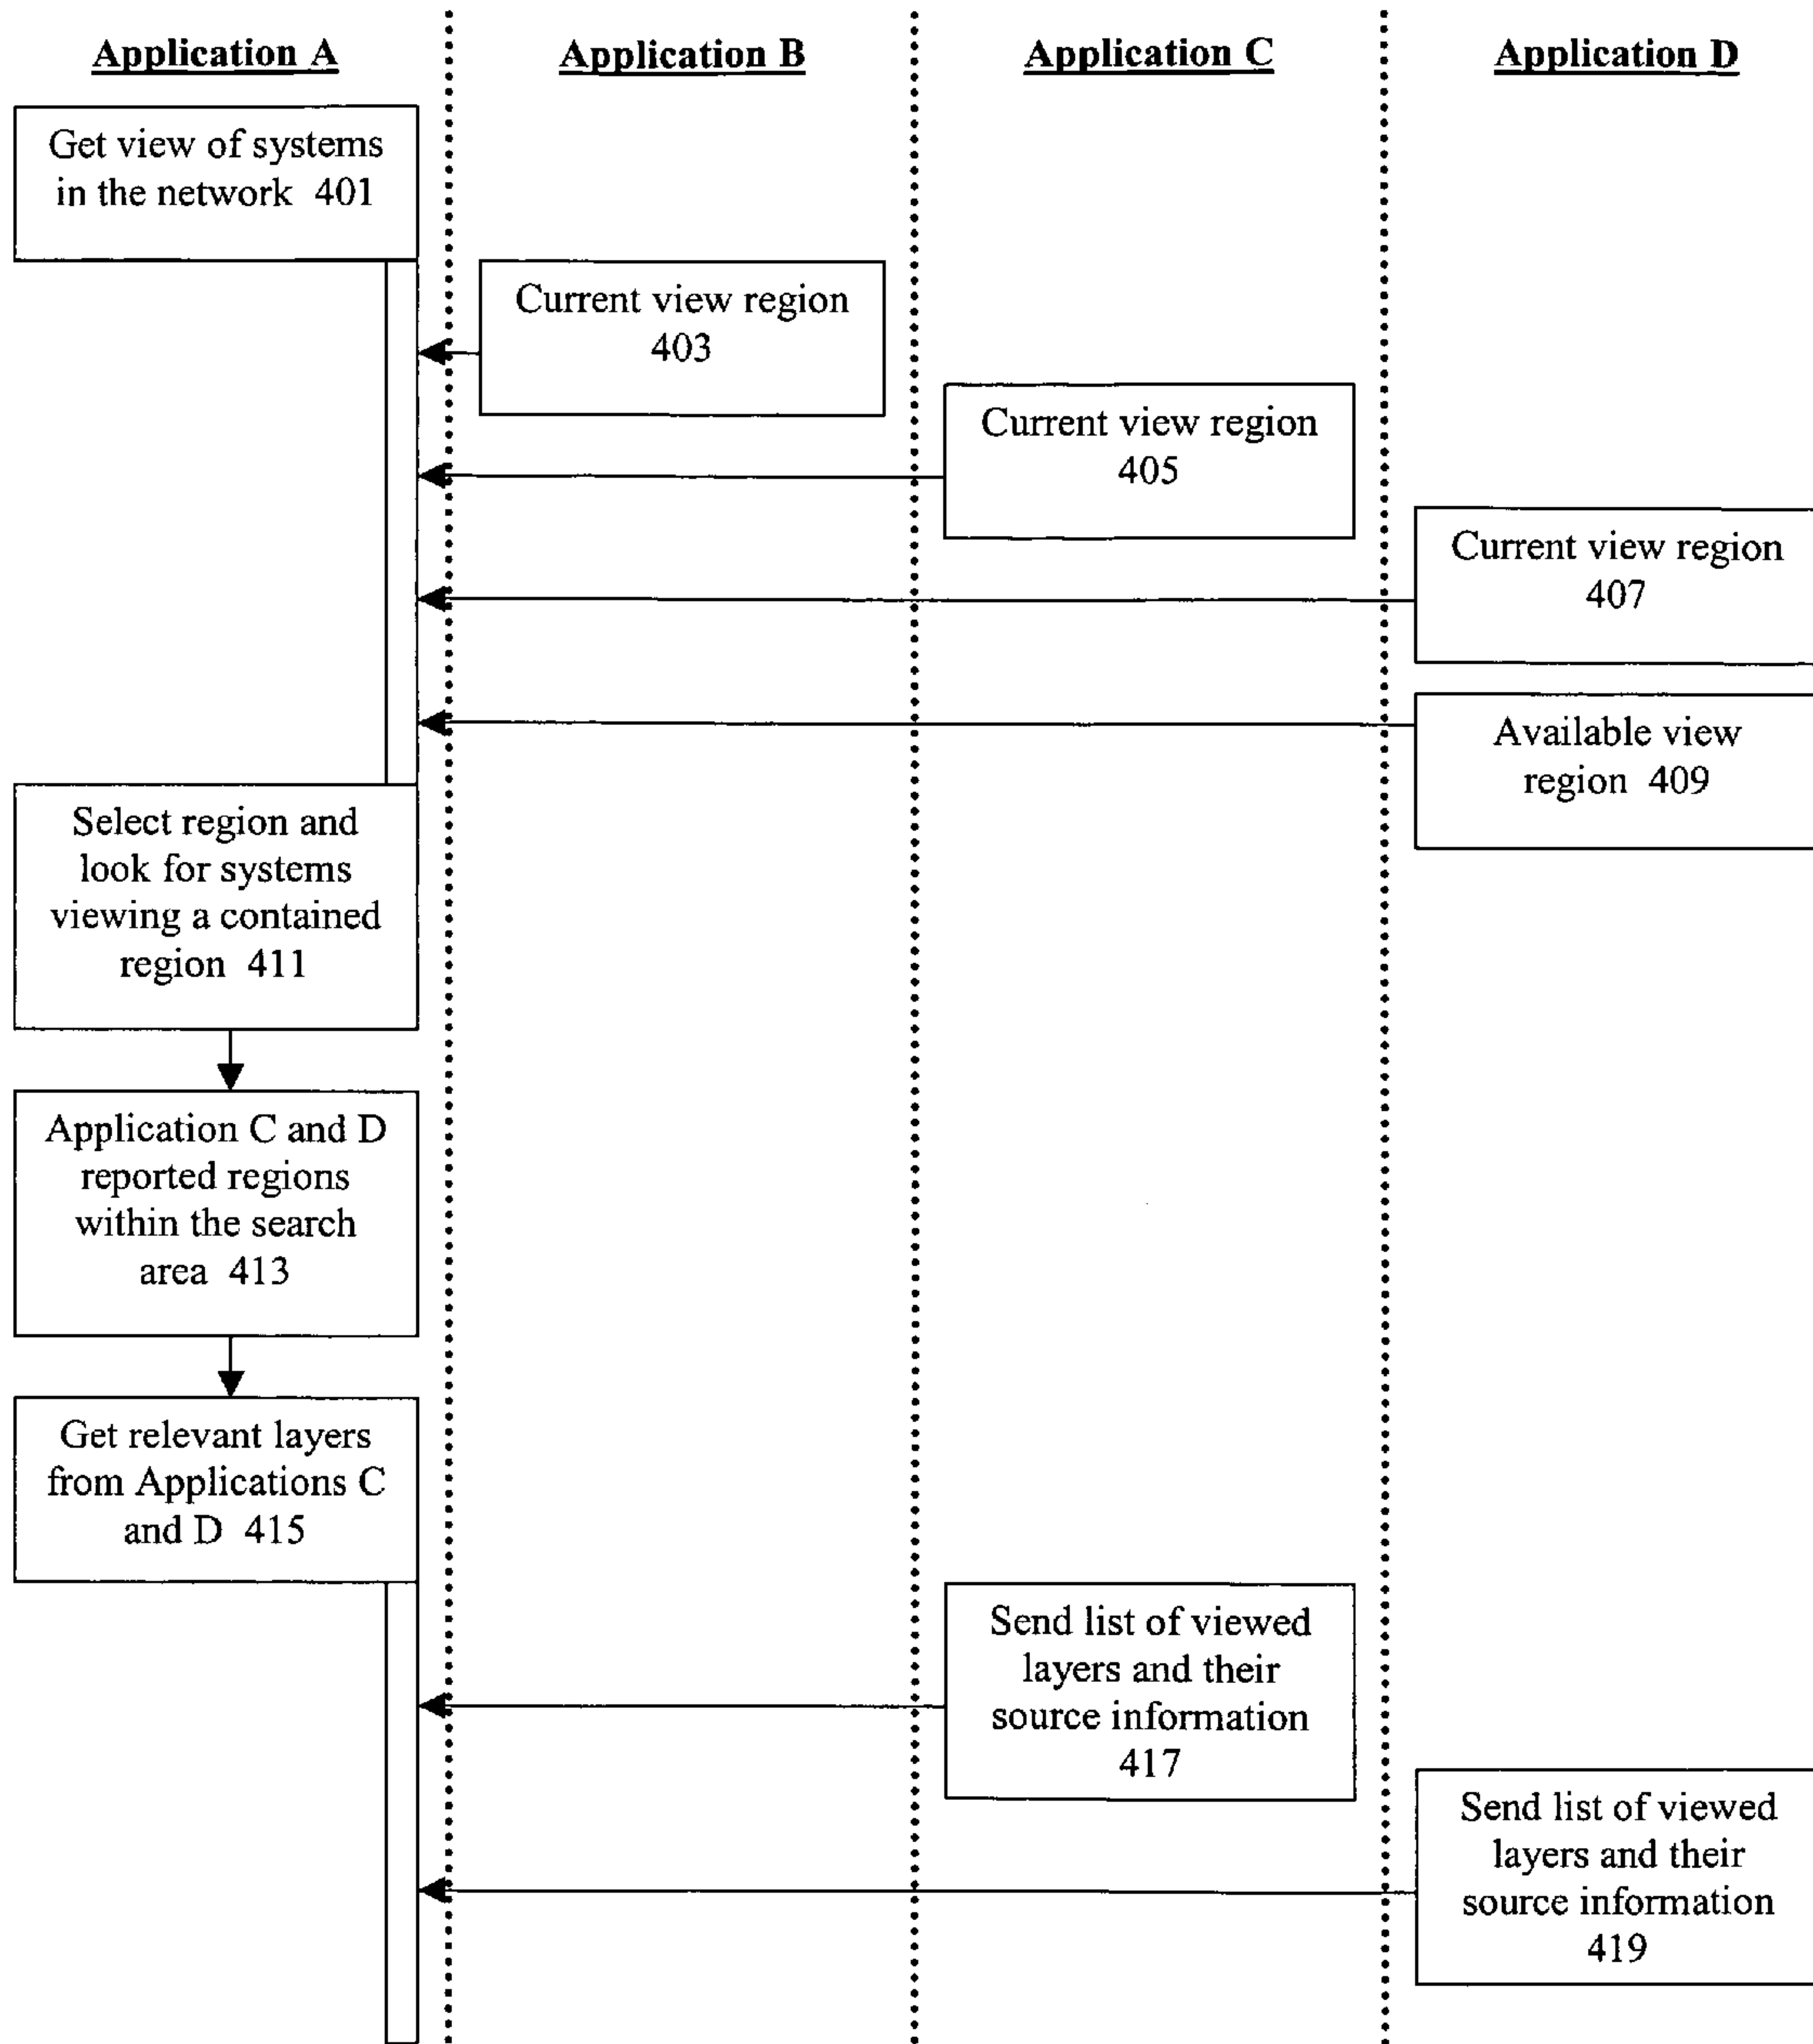 Application A
Application B
Application C
Application D
Get view of systems
in the network 401
Current view region
403
Current view region
405
Current view region
407
Available view
region 409
Select region and
look for systems
viewing a contained
region 411
Application C and D
reported regions
within the search
area 413
Get relevant layers
from Applications C
and D 415
Send list of viewed
layers and their
source information
417
Send list of viewed
layers and their
source information
419